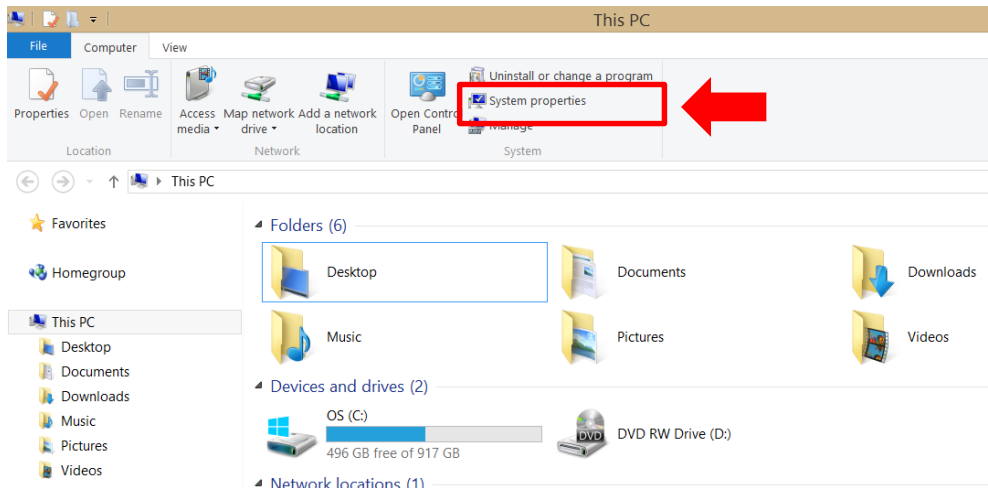 This PC
File Computer View
Uninstall or change a program
System properties
Manage
Properties Open Rename Access media Map network drive Add a network location Open Contro Panel
Location Network System
This PC
Favorites
Homegroup
This PC
Desktop
Documents
Downloads
Music
Pictures
Videos
Folders (6)
Desktop Documents Downloads
Music Pictures Videos
Devices and drives (2)
OS (C:)
496 GB free of 917 GB
DVD
DVD RW Drive (D:)
Network locations (1)